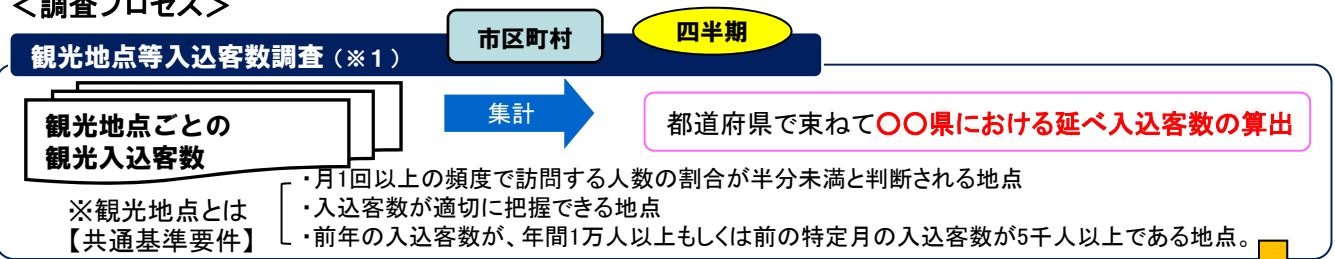 ＜調査プロセス＞
市区町村
四半期
観光地点等入込客数調査（※１）
観光地点ごとの
観光入込客数
集計
都道府県で束ねて〇〇県における延べ入込客数の算出
・月1回以上の頻度で訪問する人数の割合が半分未満と判断される地点
※観光地点とは
・入込客数が適切に把握できる地点
【共通基準要件】
・前年の入込客数が、年間1万人以上もしくは前の特定月の入込客数が5千人以上である地点。